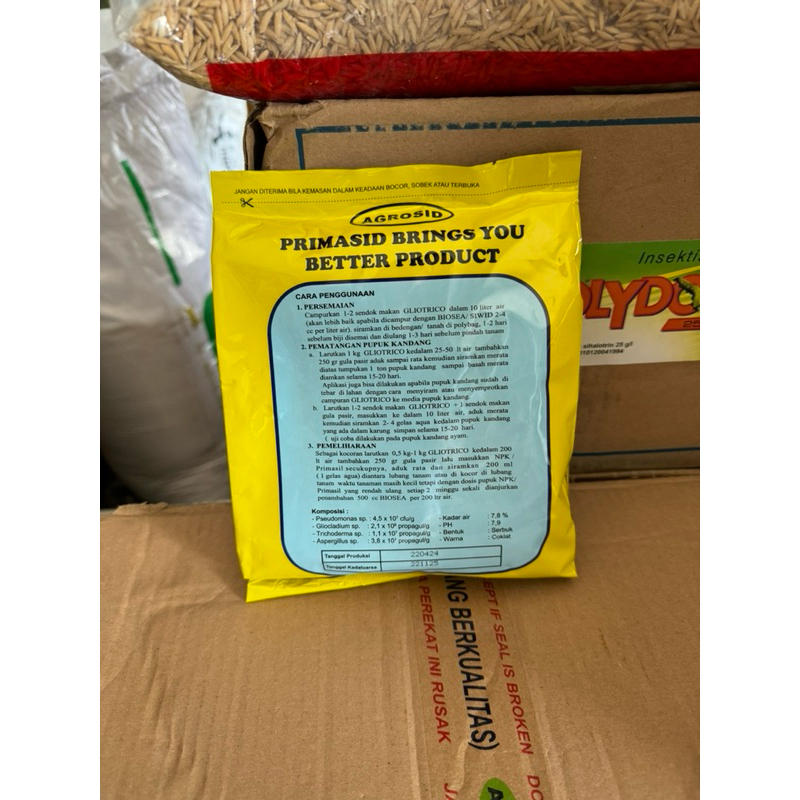 JANGAN DITERIMA BILA KEMASAN DALAM KEADAAN BOCOR, SOBEK ATAU TERBUKA
AGROSID
PRIMASID BRINGS YOU
BETTER PRODUCT
CARA PENGGUNAAN
1. PERSEMAIAN
Campurkan 1-2 sendok makan GLIOTRICO dalam 10 liter air
(akan lebih baik apabila dicampur dengan BIOSEA/ SIWID 2-4
cc per liter air). siramkan di bedengan/ tanah di polybag, 1-2 hari
sebelum biji disemai dan diulang 1-3 hari sebelum pindah tanam
2. PEMATANGAN PUPUK KANDANG
a. Larutkan 1 kg GLIOTRICO kedalam 25-50 lt air tambahkan
250 gr gula pasir aduk sampai rata kemudian siramkan merata
diatas tumpukan 1 ton pupuk kandang sampai basah merata
diamkan selama 15-20 hari.
Aplikasi juga bisa dilakukan apabila pupuk kandang sudah di
tebar di lahan dengan cara menyiram atau menyemprotkan
campuran GLIOTRICO ke media pupuk kandang.
b. Larutkan 1-2 sendok makan GLIOTRICO + 1 sendok makan
gula pasir, masukkan ke dalam 10 liter air, aduk merata
kemudian siramkan 2-4 gelas aqua kedalam pupuk kandang
yang ada dalam karung simpan selama 15-20 hari.
( uji coba dilakukan pada pupuk kandang ayam.
3. PEMELIHARAAN
Sebagai kocoran larutkan 0,5 kg-1 kg GLIOTRICO kedalam 200
lt air tambahkan 250 gr gula pasir lalu masukkan NPK /
Primasil secukupnya, aduk rata dan siramkan 200 ml
( 1 gelas aqua) diantara lubang tanam atau di kocor di lubang
tanam waktu tanaman masih kecil tetapi dengan dosis pupuk NPK/
Primasil yang rendah ulang setiap 2 minggu sekali dianjurkan
penambahan 500 cc BIOSEA per 200 ltr air.
Komposisi :
- Pseudomonas sp. : 4,5 x 10⁷ cfu/g - Kadar air : 7,8 %
- Gliocladium sp. : 2,1 x 10⁸ propagul/g - PH : 7,9
- Trichoderma sp. : 1,1 x 10⁷ propagul/g - Bentuk : Serbuk
- Aspergillus sp. : 3,8 x 10⁷ propagul/g - Warna : Coklat
Tanggal Produksi 220424
Tanggal Kadaluarsa 221125
Insektis
OLYDO
25
sihalotrin 25 g/l
110120041994
EPT IF SEAL IS BROKEN DO
NG BERKUALITAS)
A PEREKAT INI RUSAK JA